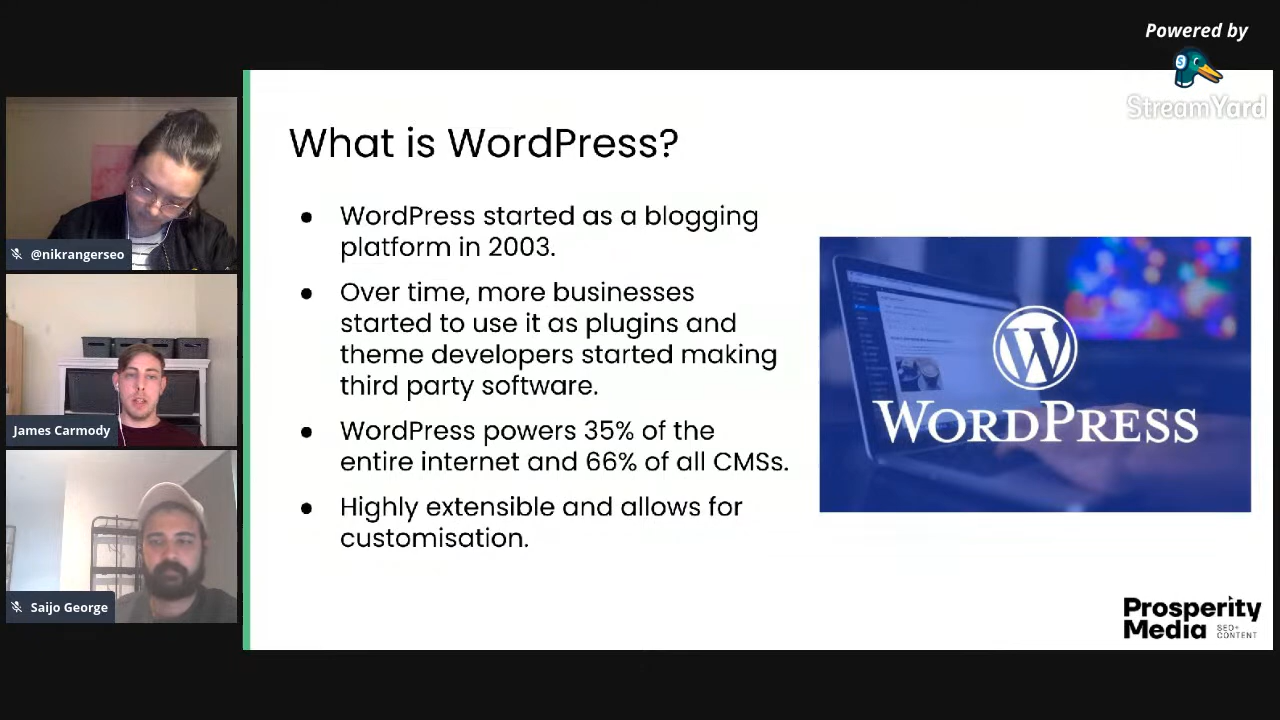 Powered by
StreamYard
@nikrangerseo
James Carmody
Saijo George
What is WordPress?
● WordPress started as a blogging
platform in 2003.
● Over time, more businesses
started to use it as plugins and
theme developers started making
third party software.
● WordPress powers 35% of the
entire internet and 66% of all CMSs.
● Highly extensible and allows for
customisation.
W
WORDPRESS
Prosperity
Media SEO+
CONTENT